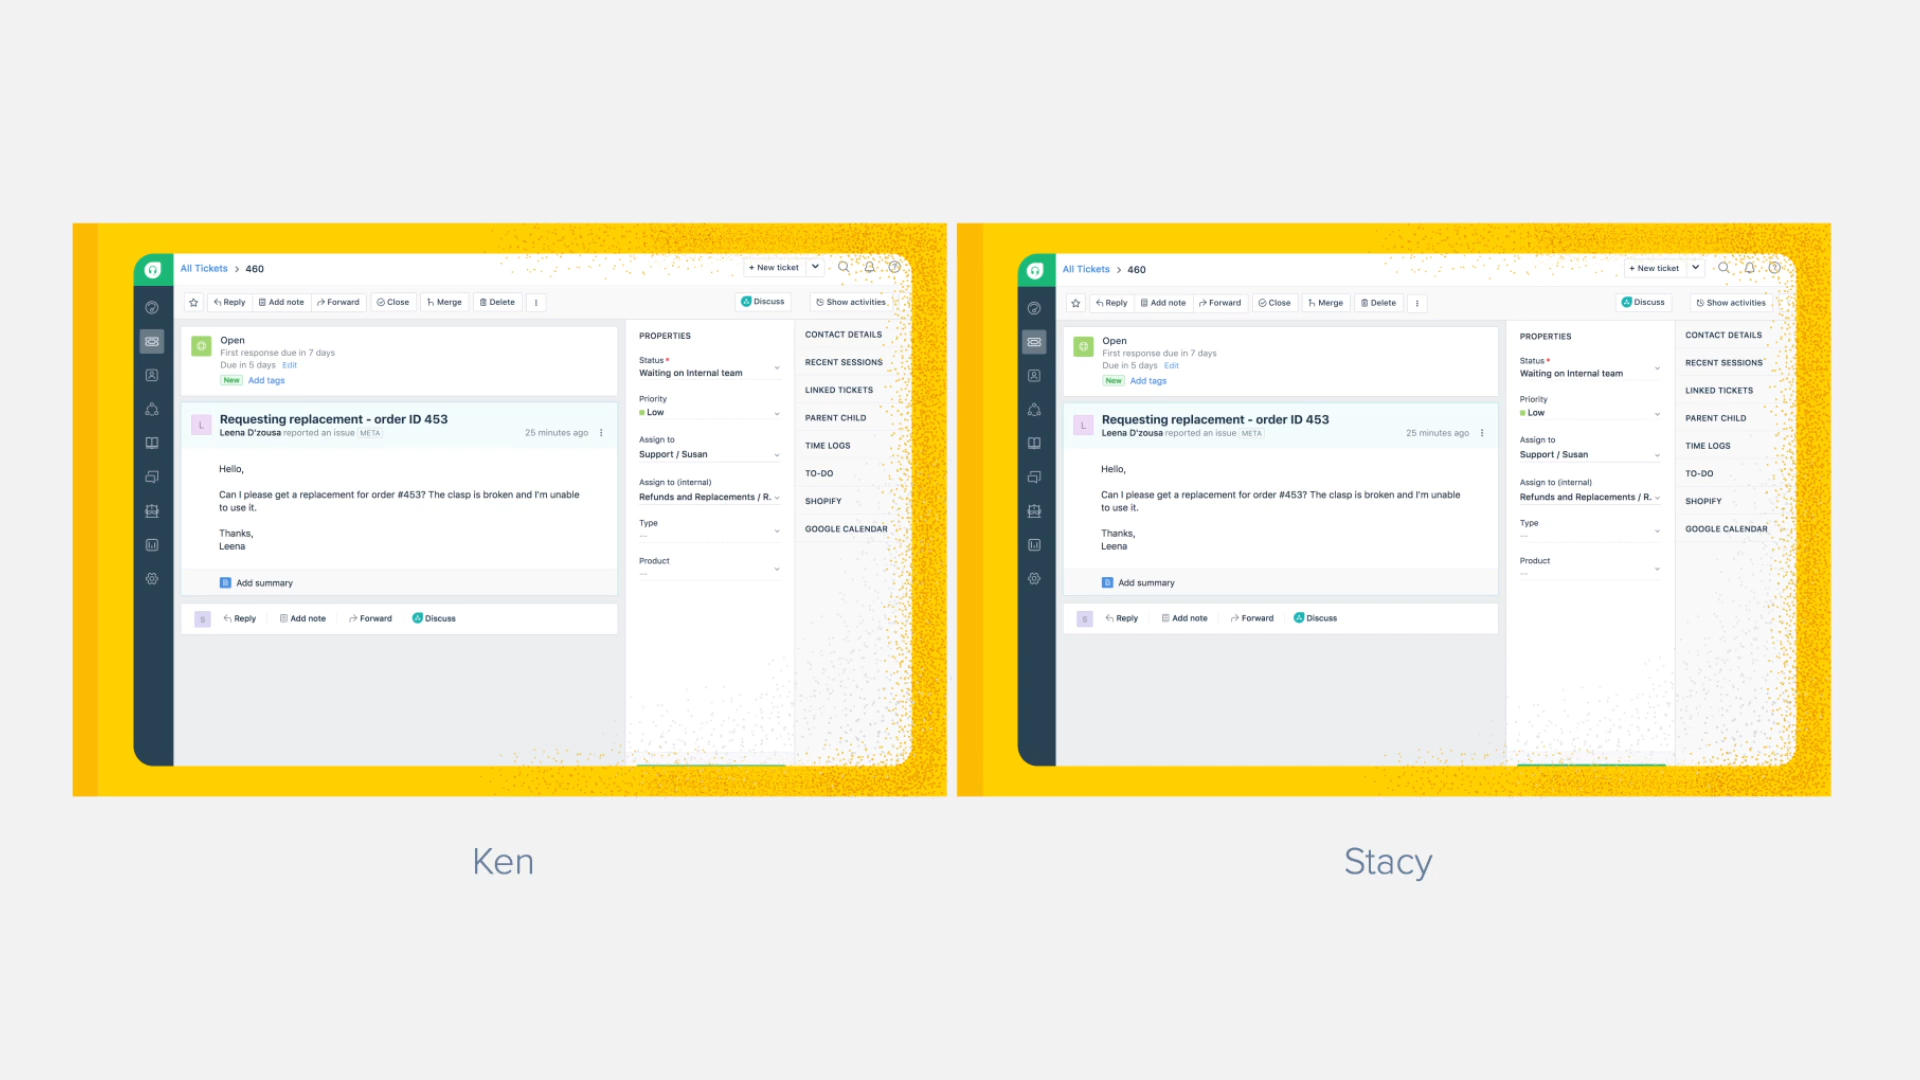 All Tickets > 460
+ New ticket
Reply
Add note
Forward
Close
Merge
Delete
Discuss
Show activities
Open
First response due in 7 days
Due in 5 days Edit
New Add tags
L
Requesting replacement - order ID 453
Leena D'zousa reported an issue META
25 minutes ago
Hello,
Can I please get a replacement for order #453? The clasp is broken and I'm unable
to use it.
Thanks,
Leena
Add summary
S
Reply
Add note
Forward
Discuss
PROPERTIES
Status*
Waiting on Internal team
Priority
Low
Assign to
Support / Susan
Assign to (internal)
Refunds and Replacements / R.
Type
--
Product
--
CONTACT DETAILS
RECENT SESSIONS
LINKED TICKETS
PARENT CHILD
TIME LOGS
TO-DO
SHOPIFY
GOOGLE CALENDAR
Ken
All Tickets > 460
+ New ticket
Reply
Add note
Forward
Close
Merge
Delete
Discuss
Show activities
Open
First response due in 7 days
Due in 5 days Edit
New Add tags
L
Requesting replacement - order ID 453
Leena D'zousa reported an issue META
25 minutes ago
Hello,
Can I please get a replacement for order #453? The clasp is broken and I'm unable
to use it.
Thanks,
Leena
Add summary
S
Reply
Add note
Forward
Discuss
PROPERTIES
Status*
Waiting on Internal team
Priority
Low
Assign to
Support / Susan
Assign to (internal)
Refunds and Replacements / R.
Type
--
Product
--
CONTACT DETAILS
RECENT SESSIONS
LINKED TICKETS
PARENT CHILD
TIME LOGS
TO-DO
SHOPIFY
GOOGLE CALENDAR
Stacy